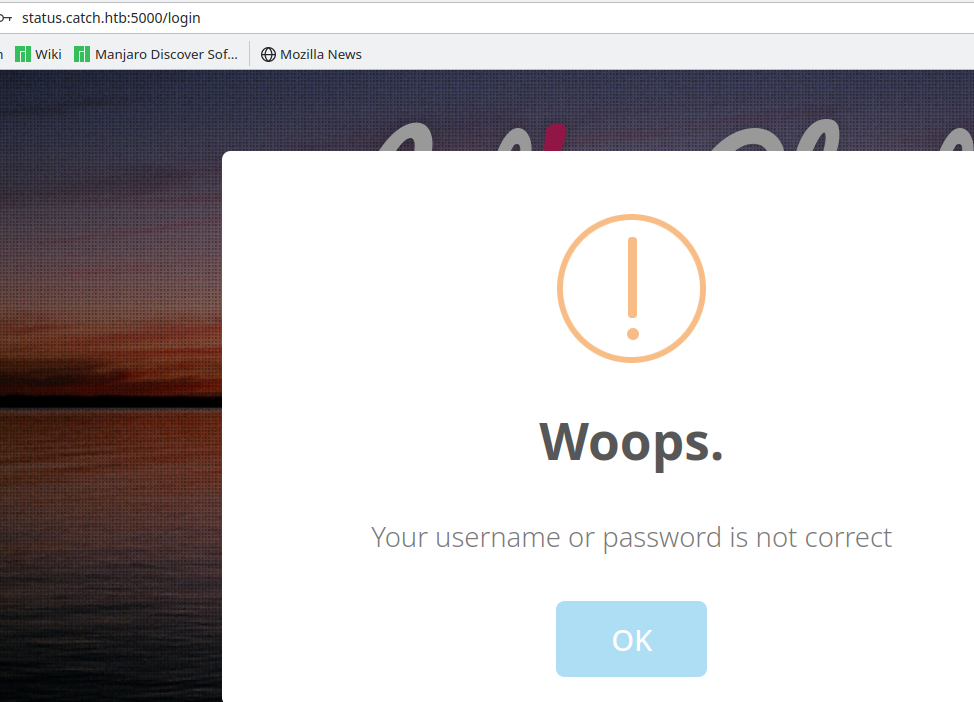 status.catch.htb:5000/login
Wiki
Manjaro Discover Sof...
Mozilla News
Woops.
Your username or password is not correct
OK